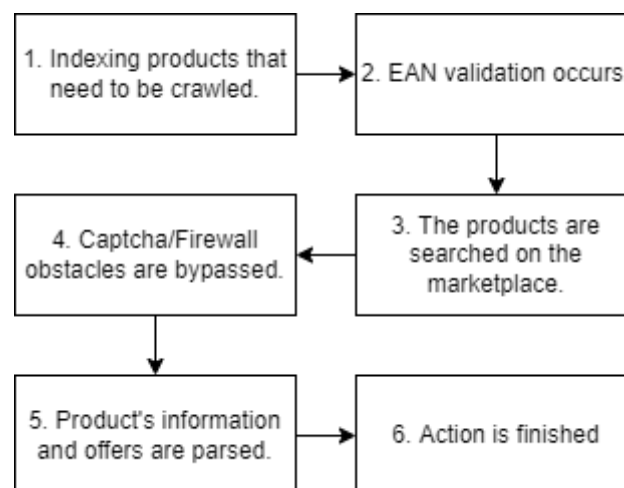 1. Indexing products that
need to be crawled.
2. EAN validation occurs
3. The products are
searched on the
marketplace.
4. Captcha/Firewall
obstacles are bypassed.
5. Product's information
and offers are parsed.
6. Action is finished